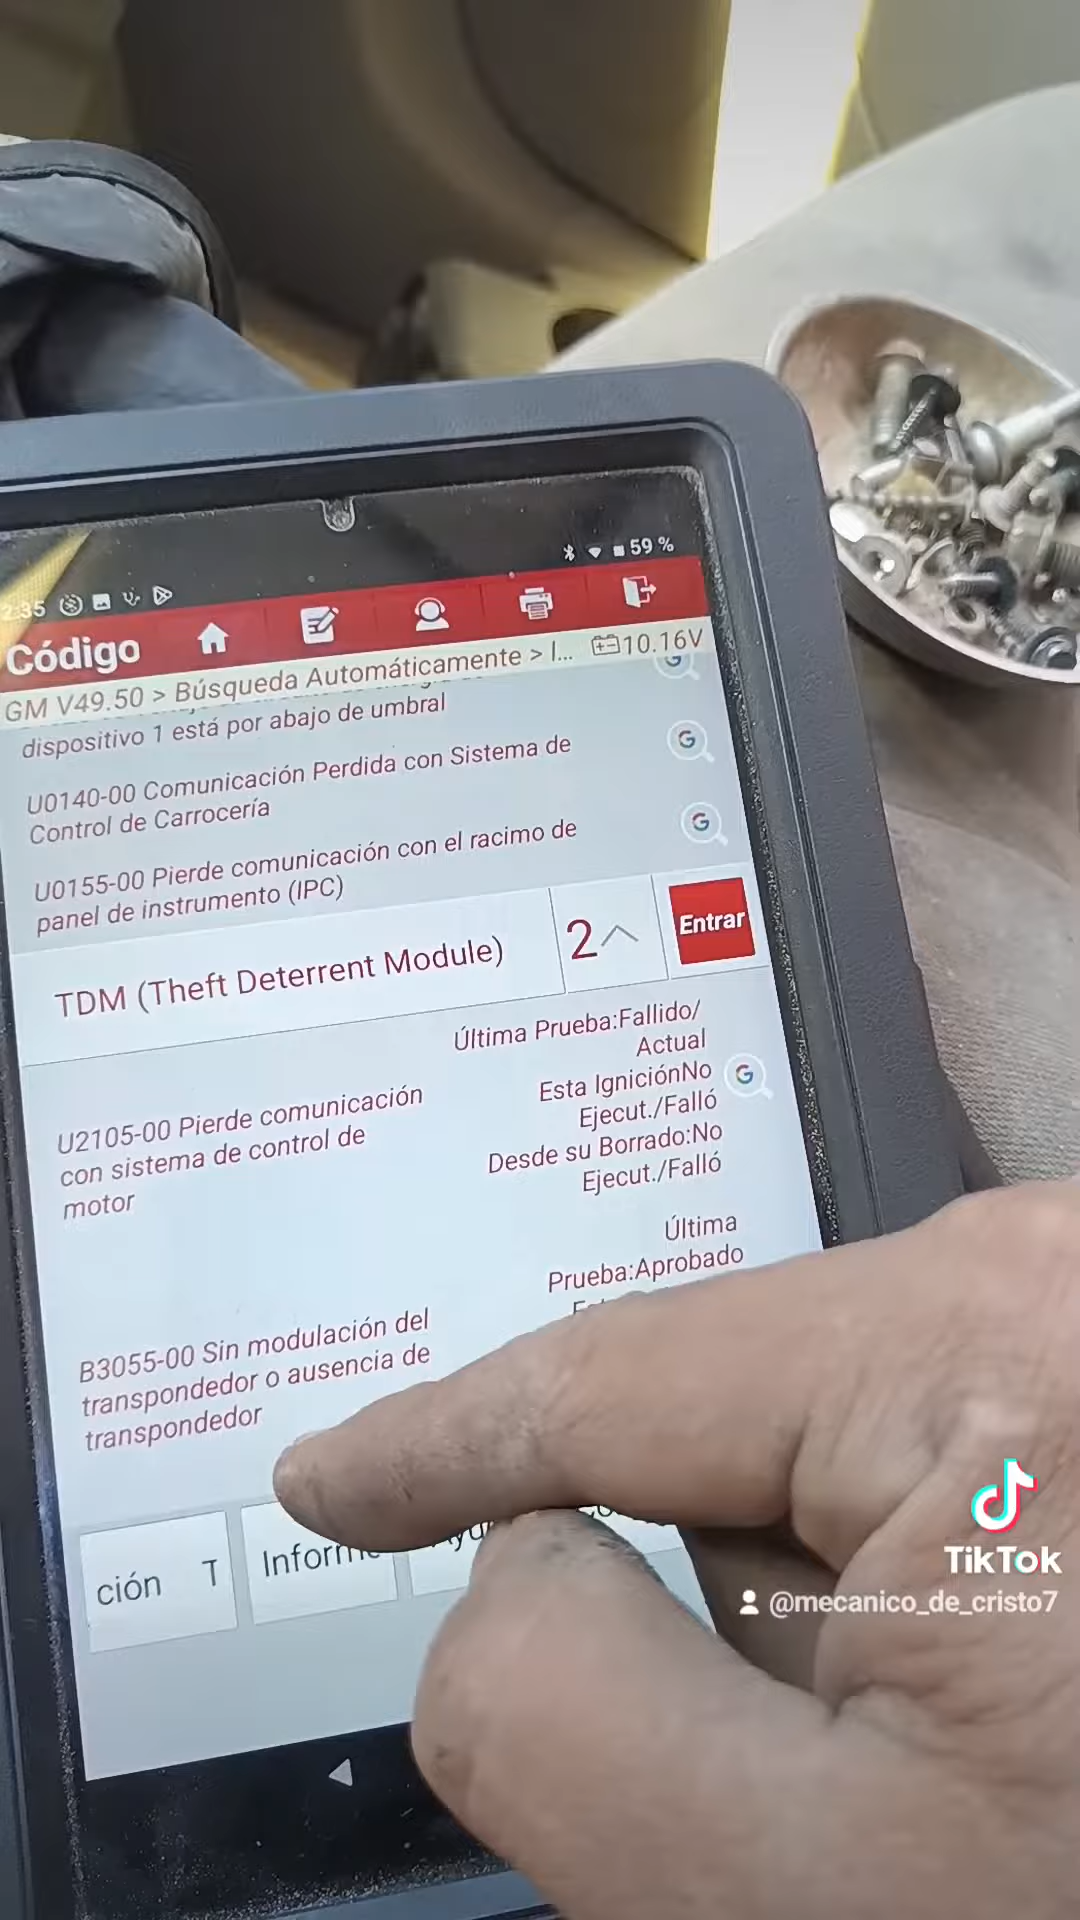 2:35
59 %
Código
10.16V
GM V49.50 > Búsqueda Automáticamente > I...
dispositivo 1 está por abajo de umbral
U0140-00 Comunicación Perdida con Sistema de
Control de Carrocería
U0155-00 Pierde comunicación con el racimo de
panel de instrumento (IPC)
TDM (Theft Deterrent Module)
2
Entrar
U2105-00 Pierde comunicación
con sistema de control de
motor
Última Prueba:Fallido/
Actual
Esta IgniciónNo
Ejecut./Falló
Desde su Borrado:No
Ejecut./Falló
B3055-00 Sin modulación del
transpondedor o ausencia de
transpondedor
Última
Prueba:Aprobado
ción T
Inform
TikTok
@mecanico_de_cristo7